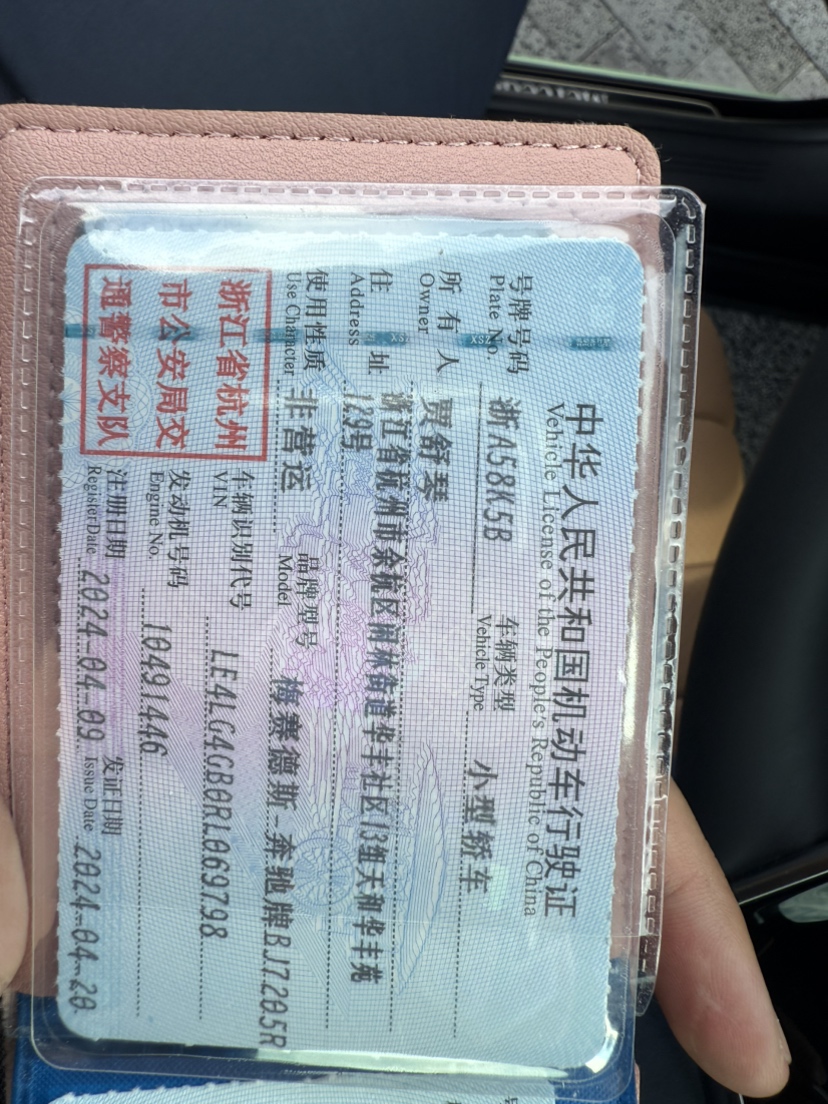 中华人民共和国机动车行驶证
Vehicle License of the People's Republic of China
号牌号码 浙A58K5B 车辆类型 小型轿车
Plate No. Vehicle Type
所有人 贾舒琴
Owner
住址 浙江省杭州市余杭区闲林街道华丰社区13组天和华丰苑
Address 129号
使用性质 非营运 品牌型号 梅赛德斯-奔驰牌BJ7205R
Use Character Model
浙江省杭州
市公安局交
通警察支队
车辆识别代号 LE4LG4GB0RL069798
VIN
发动机号码 10491446
Engine No.
注册日期 2024-04-09 发证日期 2024-04-20
Register Date Issue Date